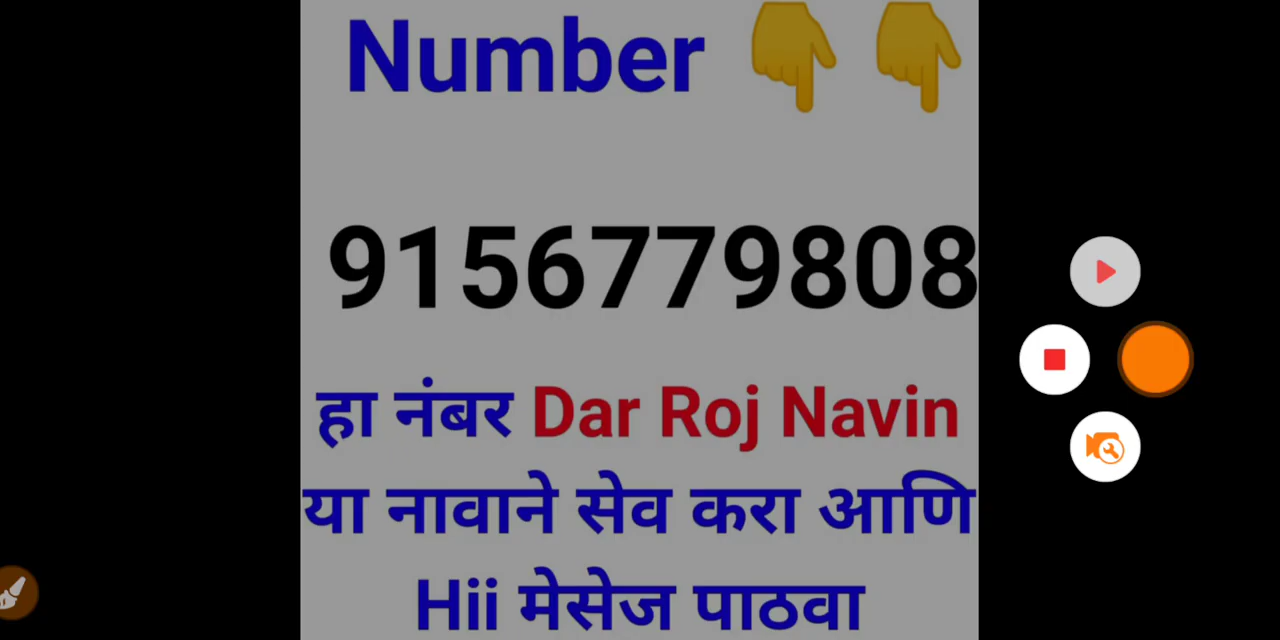 Number 👇👇
9156779808
हा नंबर Dar Roj Navin
या नावाने सेव करा आणि
Hii मेसेज पाठवा